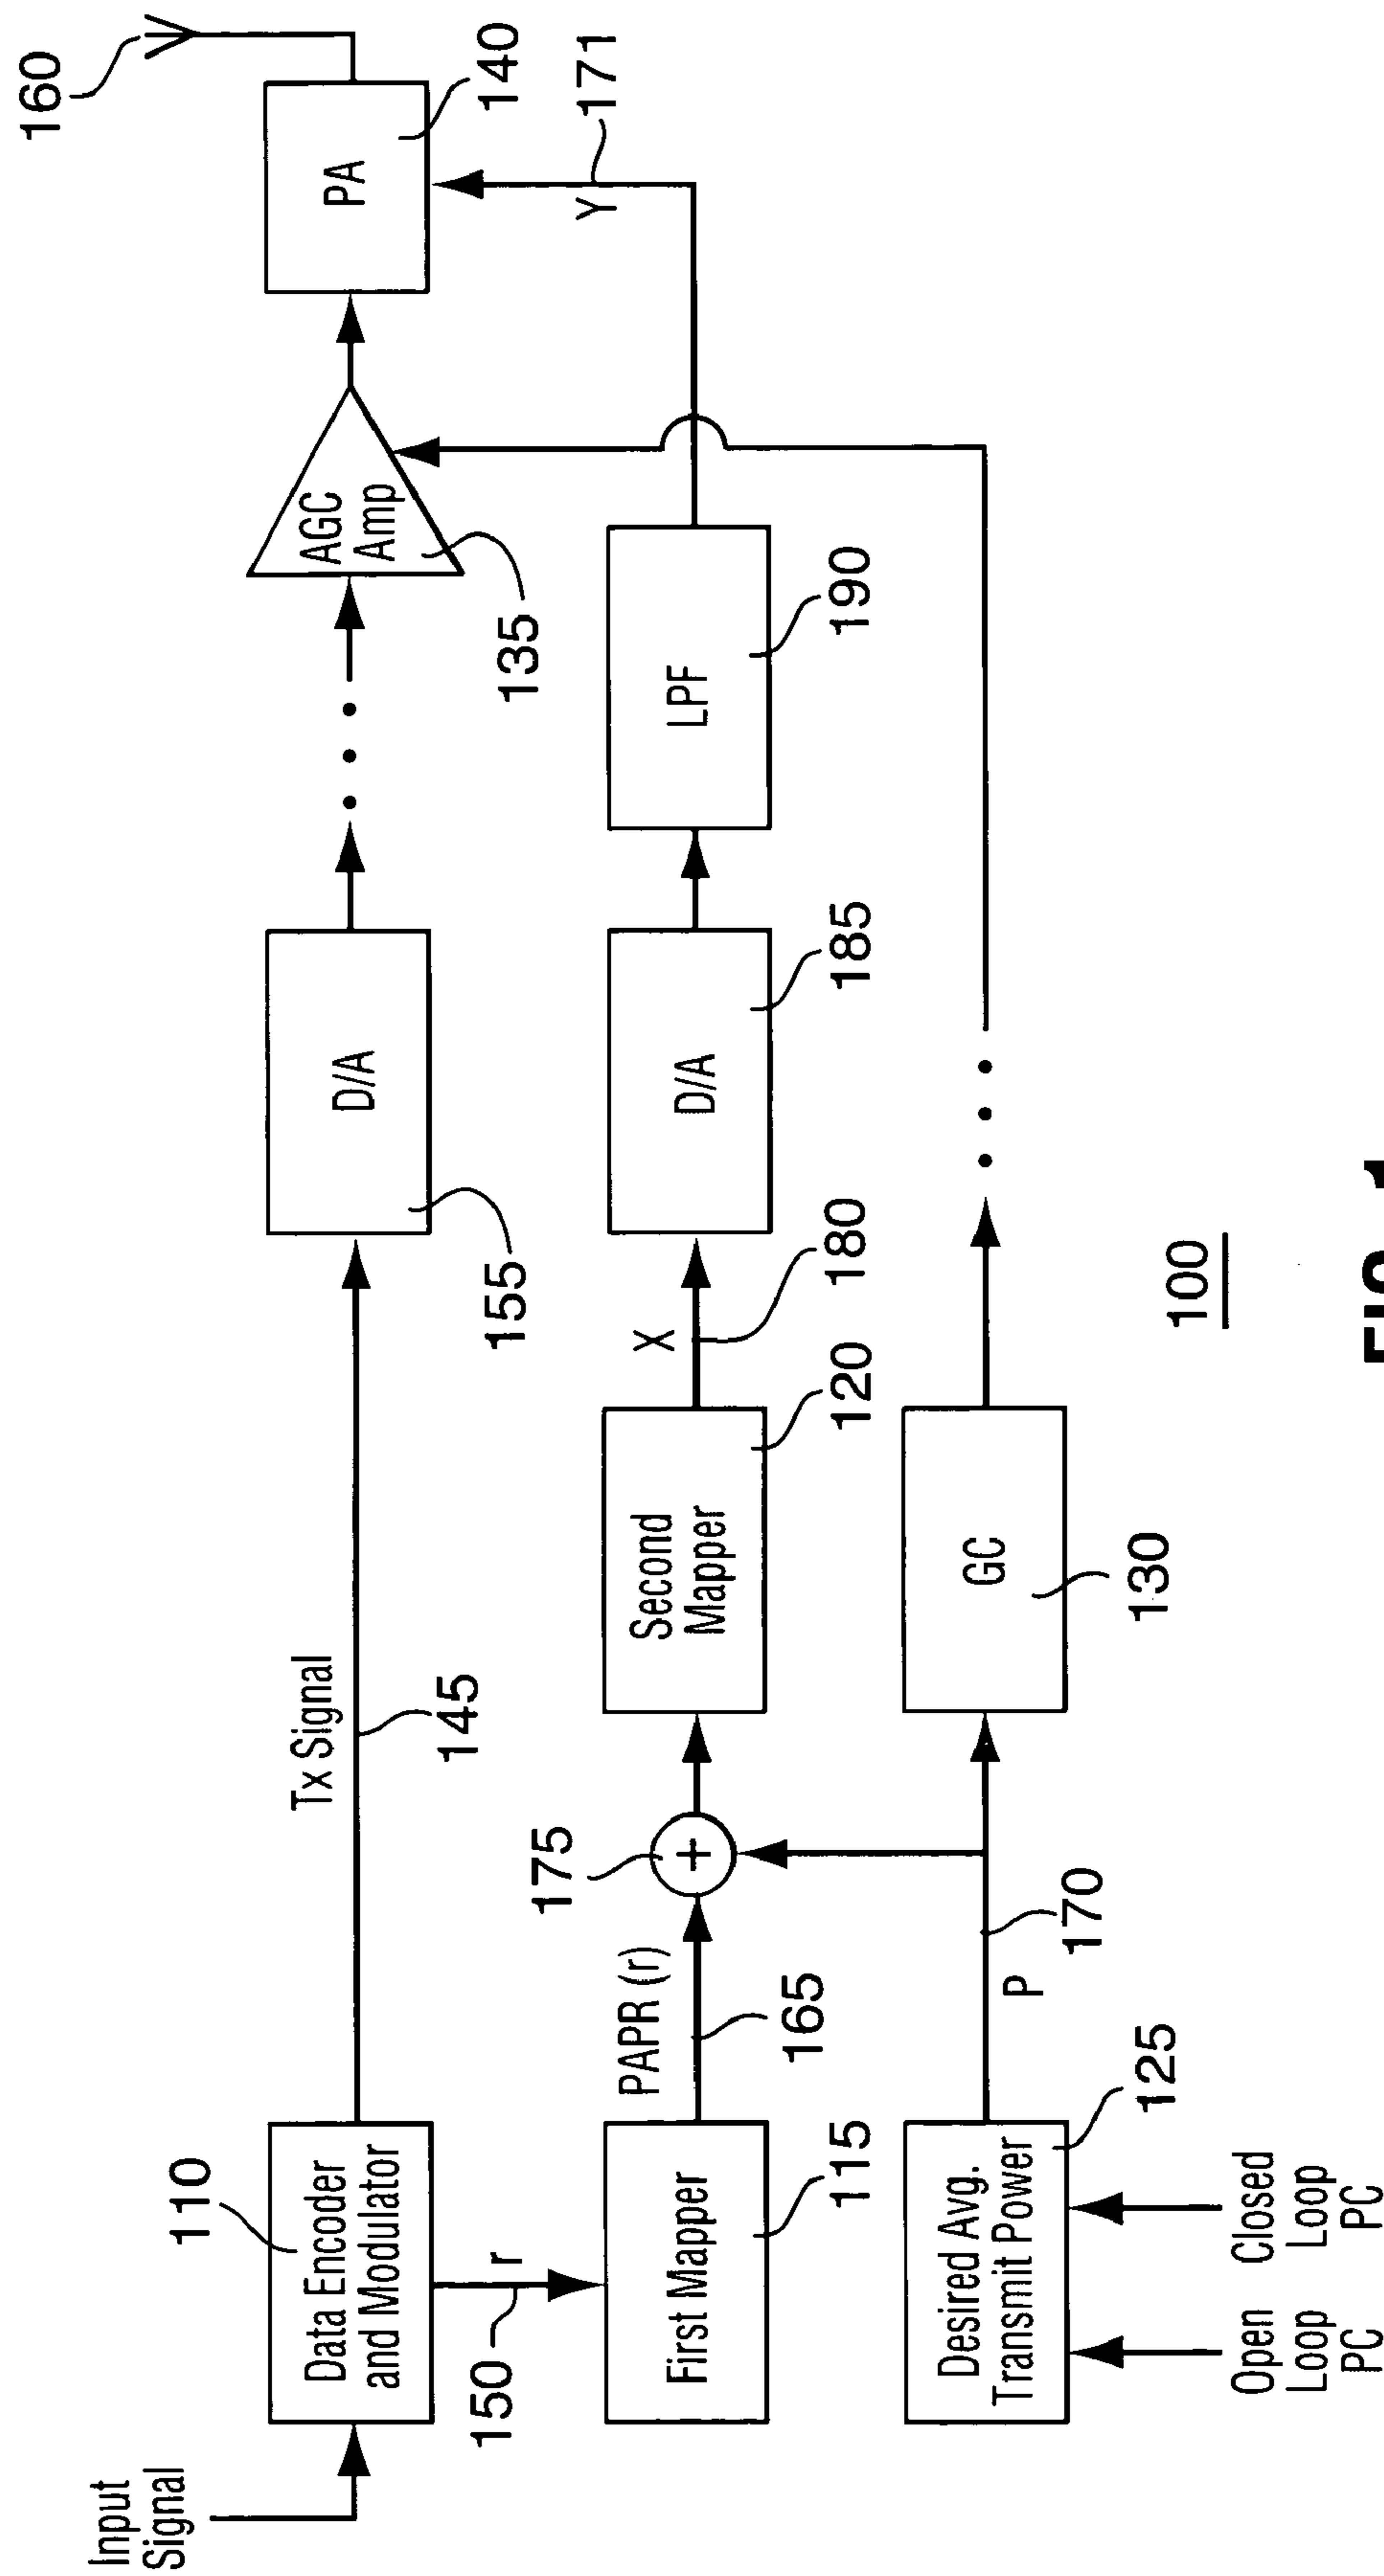 Input
Signal
110
Data Encoder
and Modulator
Tx Signal
145
155
D/A
AGC
Amp
135
PA
140
160
150
r
First Mapper
115
PAPR (r)
165
175
+
Second
Mapper
120
X
180
D/A
185
LPF
190
Y
171
Desired Avg.
Transmit Power
125
P
170
GC
130
Open
Loop
PC
Closed
Loop
PC
100